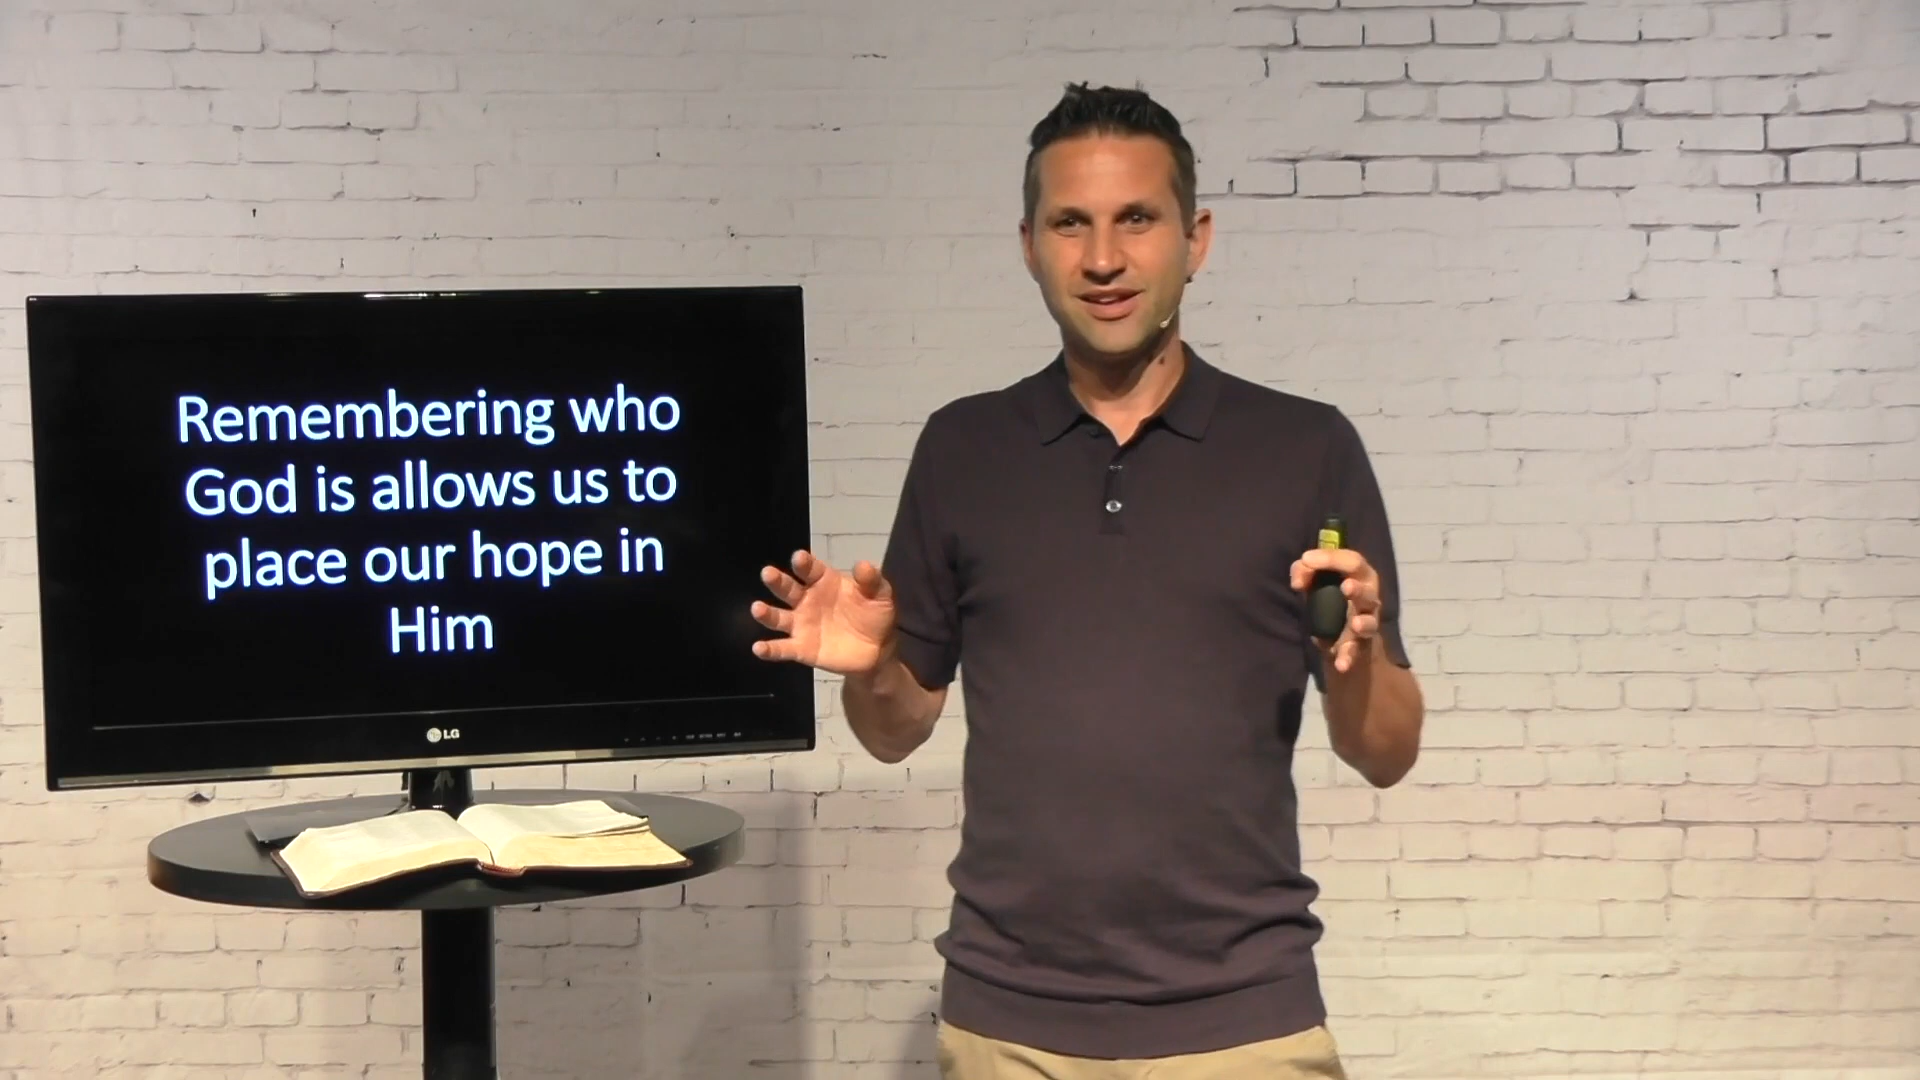 Remembering who
God is allows us to
place our hope in
Him
LG